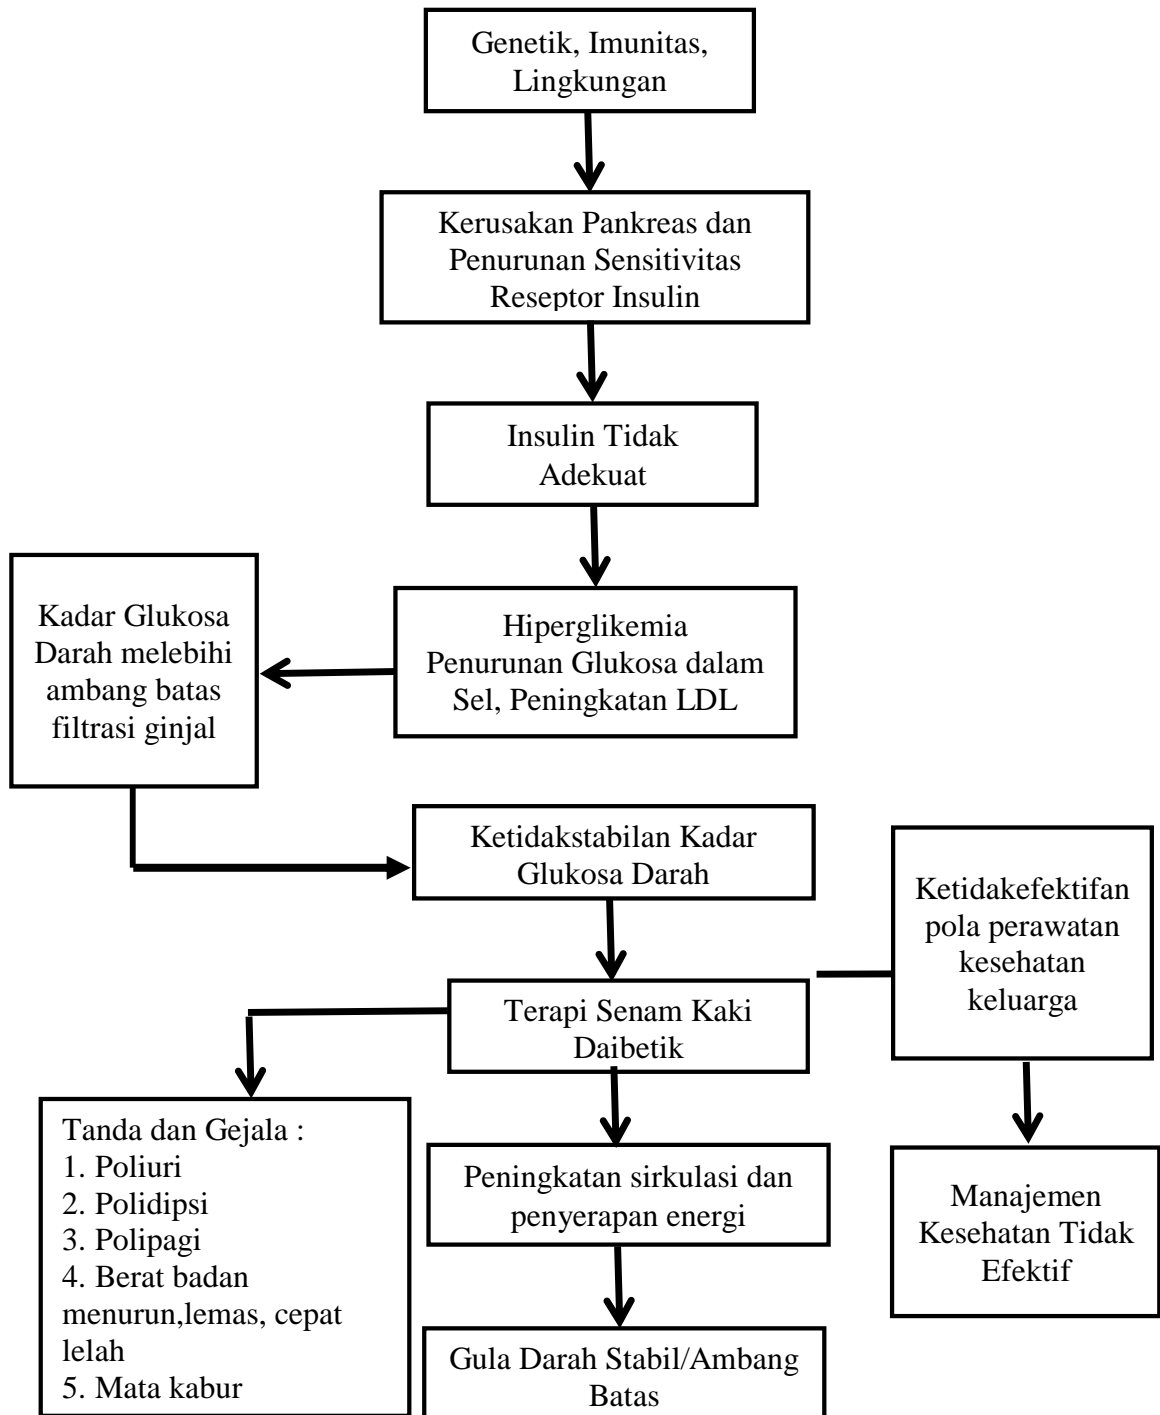 Genetik, Imunitas,
Lingkungan
Kerusakan Pankreas dan
Penurunan Sensitivitas
Reseptor Insulin
Insulin Tidak
Adekuat
Kadar Glukosa
Darah melebihi
ambang batas
filtrasi ginjal
Hiperglikemia
Penurunan Glukosa dalam
Sel, Peningkatan LDL
Ketidakstabilan Kadar
Glukosa Darah
Ketidakefektifan
pola perawatan
kesehatan
keluarga
Terapi Senam Kaki
Daibetik
Tanda dan Gejala :
1. Poliuri
2. Polidipsi
3. Polipagi
4. Berat badan
menurun,lemas, cepat
lelah
5. Mata kabur
Peningkatan sirkulasi dan
penyerapan energi
Manajemen
Kesehatan Tidak
Efektif
Gula Darah Stabil/Ambang
Batas